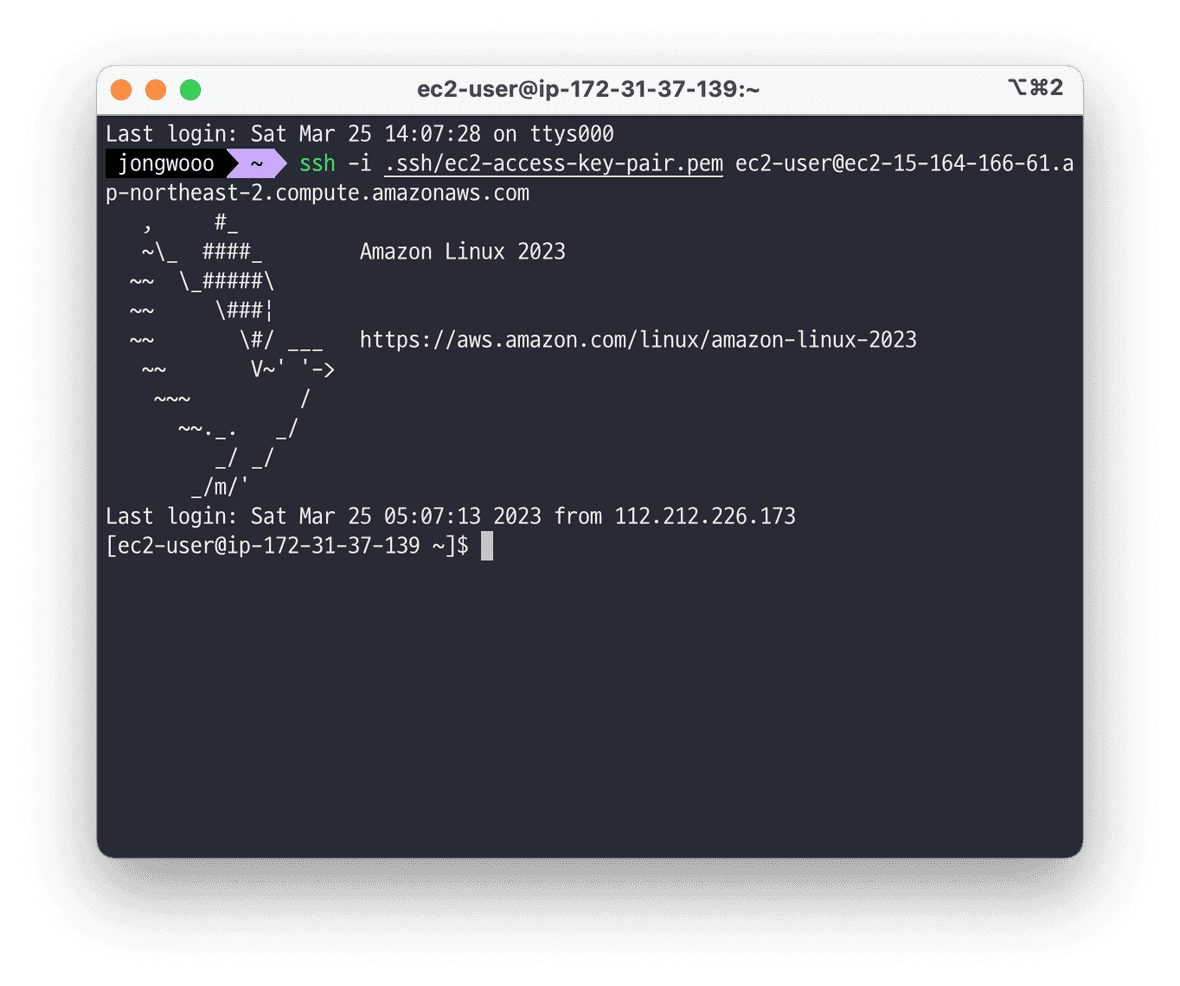 ec2-user@ip-172-31-37-139:~ ⌥⌘2
Last login: Sat Mar 25 14:07:28 on ttys000
jongwooo ~ ssh -i .ssh/ec2-access-key-pair.pem ec2-user@ec2-15-164-166-61.a
p-northeast-2.compute.amazonaws.com
   ,     #_
   ~\_  ####_        Amazon Linux 2023
  ~~  \_#####\
  ~~     \###¦
  ~~       \#/ ___   https://aws.amazon.com/linux/amazon-linux-2023
   ~~       V~' '->
    ~~~         /
      ~~._.   _/
         _/ _/
       _/m/'
Last login: Sat Mar 25 05:07:13 2023 from 112.212.226.173
[ec2-user@ip-172-31-37-139 ~]$